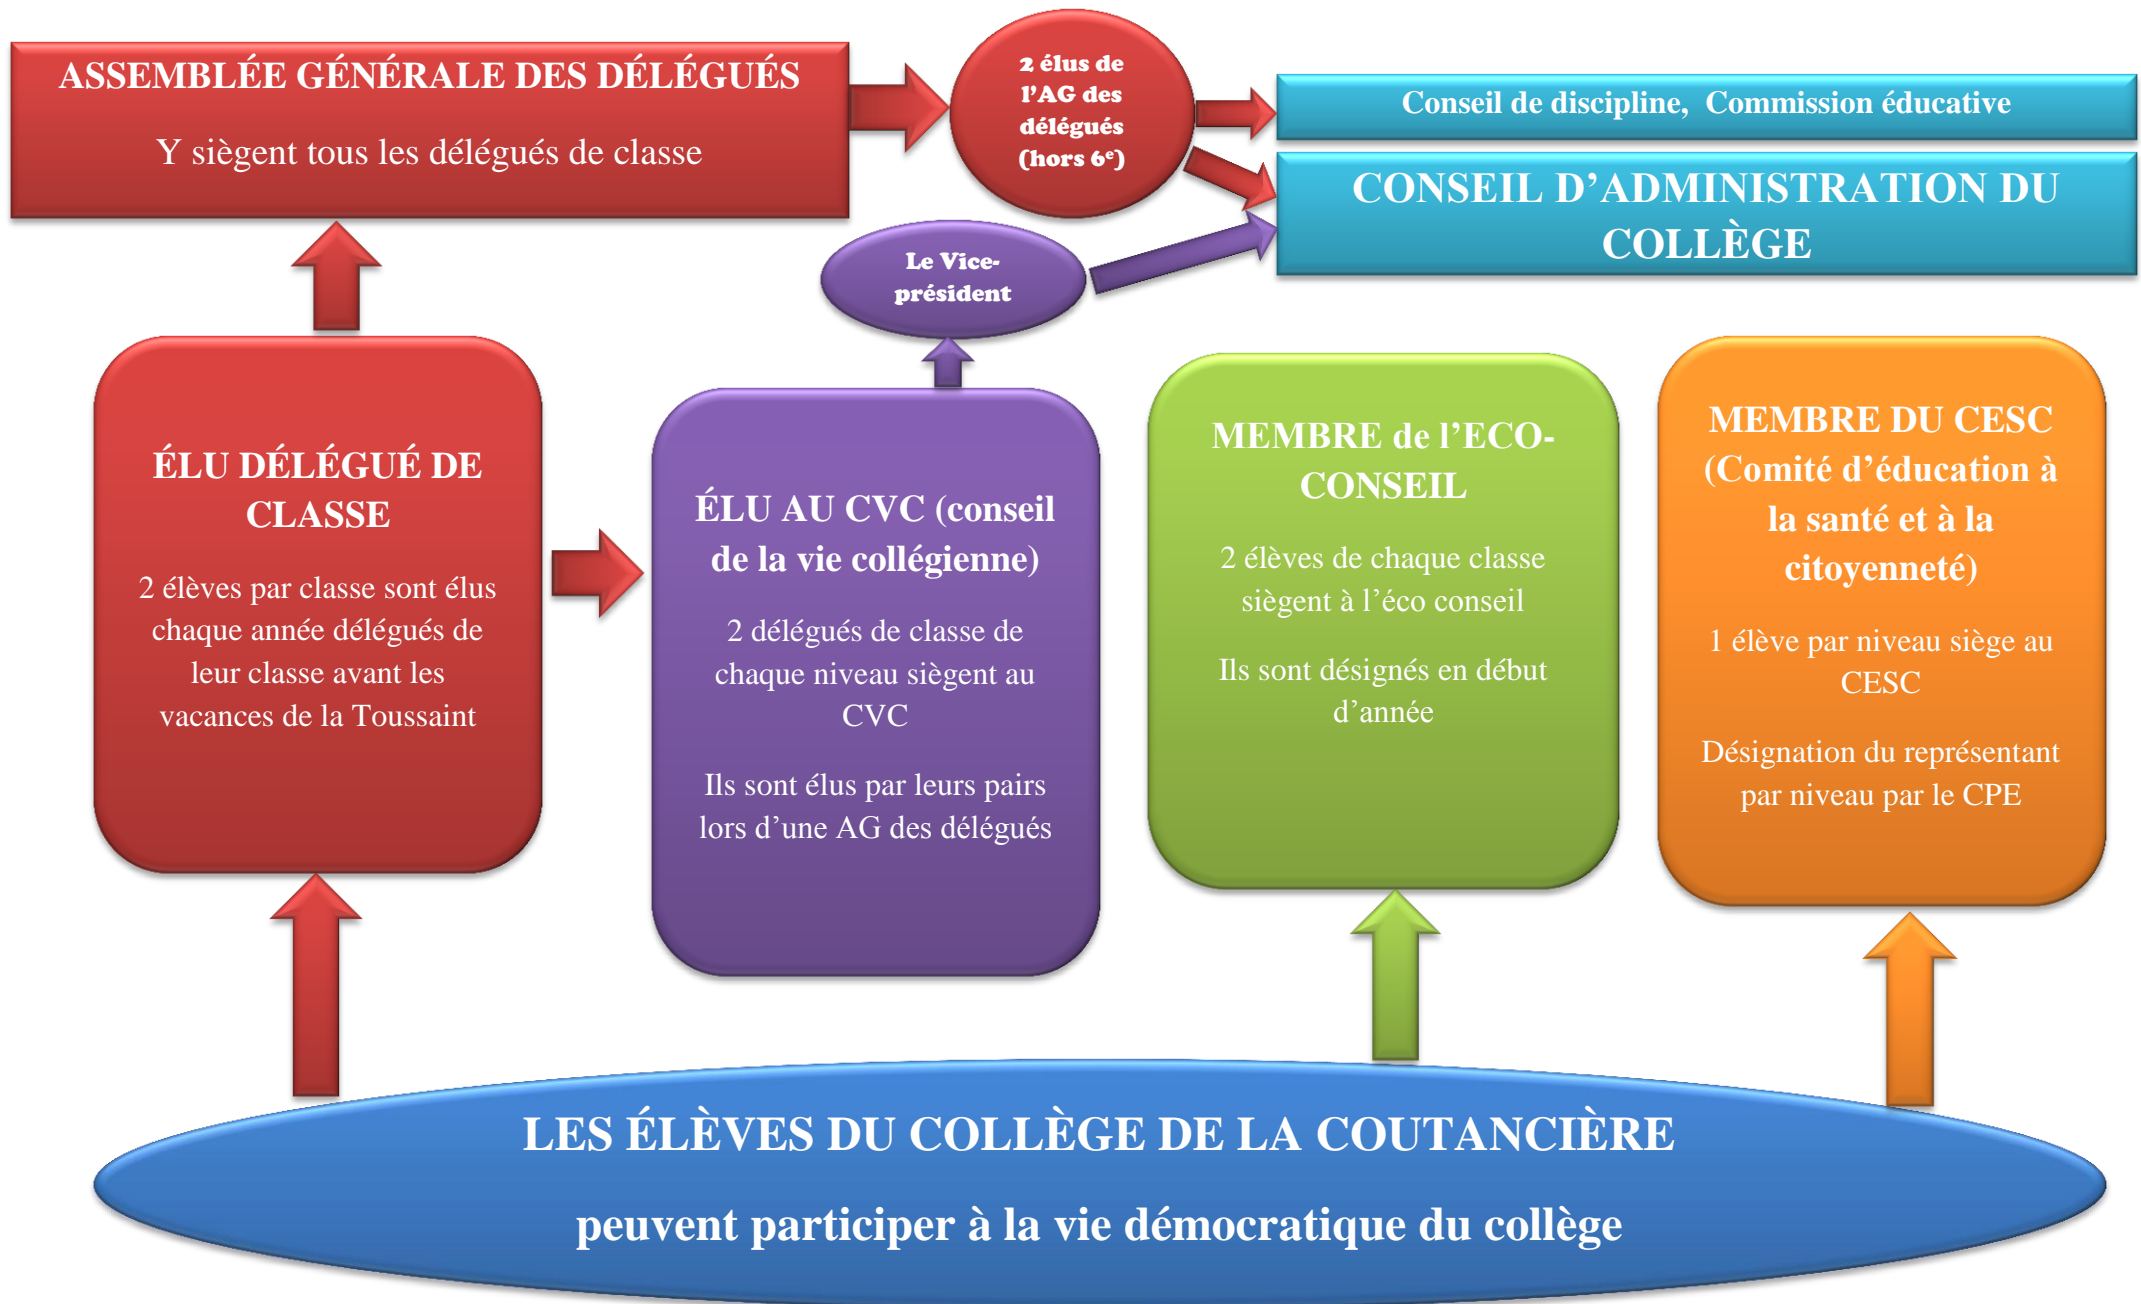 ASSEMBLÉE GÉNÉRALE DES DÉLÉGUÉS
Y siègent tous les délégués de classe
2 élus de
l’AG des
délégués
(hors 6ᵉ)
Conseil de discipline,  Commission éducative
CONSEIL D’ADMINISTRATION DU
COLLÈGE
Le Vice-
président
ÉLU DÉLÉGUÉ DE
CLASSE
2 élèves par classe sont élus
chaque année délégués de
leur classe avant les
vacances de la Toussaint
ÉLU AU CVC (conseil
de la vie collégienne)
2 délégués de classe de
chaque niveau siègent au
CVC
Ils sont élus par leurs pairs
lors d’une AG des délégués
MEMBRE de l’ECO-
CONSEIL
2 élèves de chaque classe
siègent à l’éco conseil
Ils sont désignés en début
d’année
MEMBRE DU CESC
(Comité d’éducation à
la santé et à la
citoyenneté)
1 élève par niveau siège au
CESC
Désignation du représentant
par niveau par le CPE
LES ÉLÈVES DU COLLÈGE DE LA COUTANCIÈRE
peuvent participer à la vie démocratique du collège